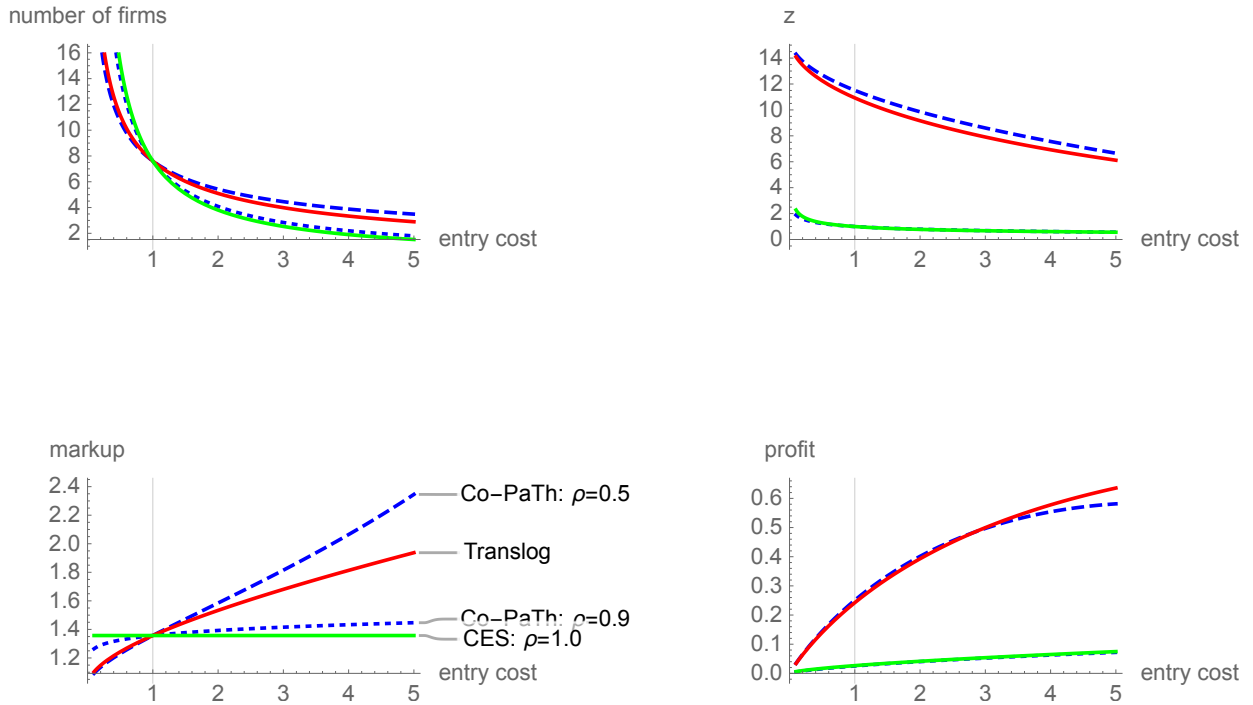 number of firms
16
14
12
10
8
6
4
2
1 2 3 4 5
entry cost
z
14
12
10
8
6
4
2
0
1 2 3 4 5
entry cost
markup
2.4
2.2
2.0
1.8
1.6
1.4
1.2
1 2 3 4 5
entry cost
Co-PaTh: ρ=0.5
Translog
Co-PaTh: ρ=0.9
CES: ρ=1.0
profit
0.6
0.5
0.4
0.3
0.2
0.1
0.0
1 2 3 4 5
entry cost